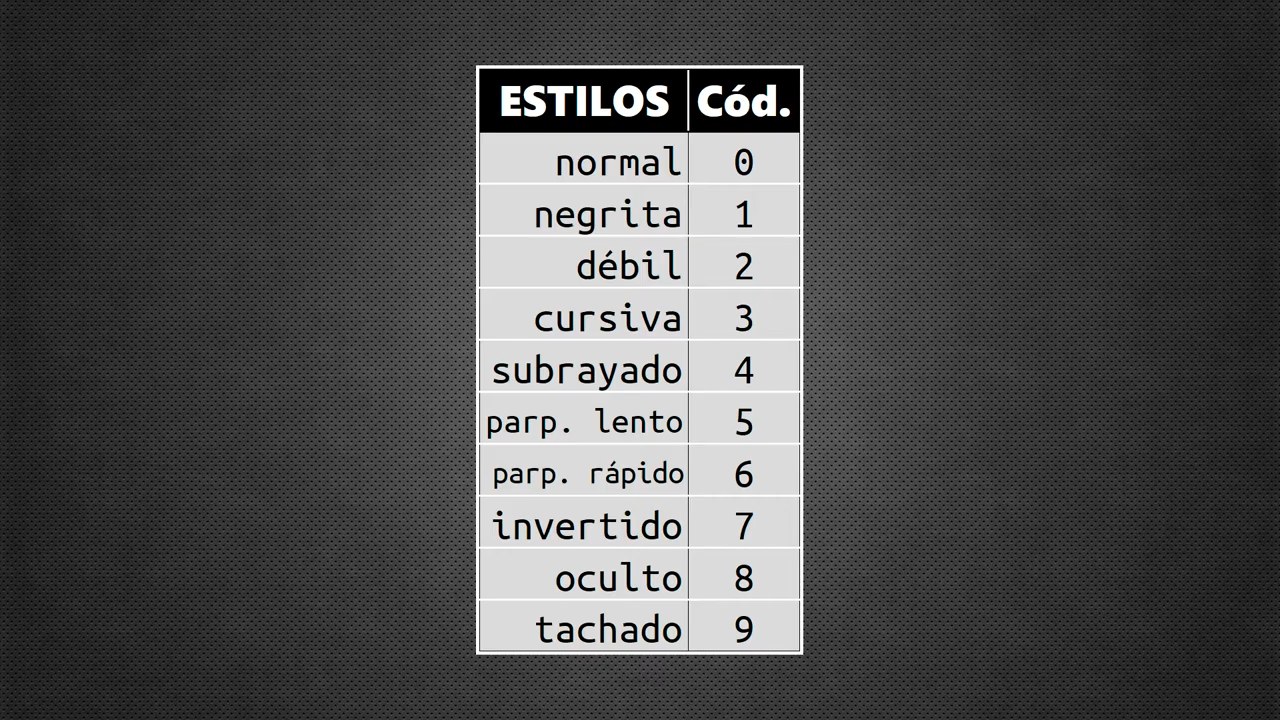 ESTILOS Cód.
normal 0
negrita 1
débil 2
cursiva 3
subrayado 4
parp. lento 5
parp. rápido 6
invertido 7
oculto 8
tachado 9